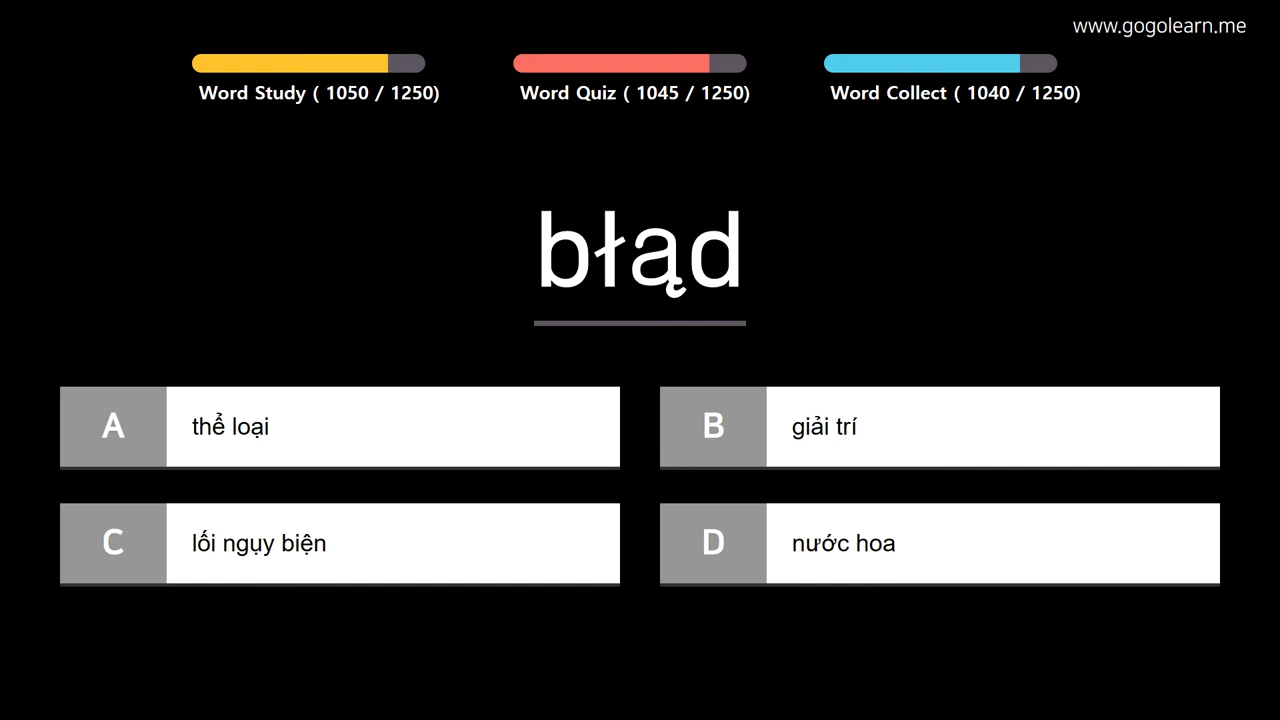 www.gogolearn.me
Word Study ( 1050 / 1250)
Word Quiz ( 1045 / 1250)
Word Collect ( 1040 / 1250)
błąd
A thể loại
B giải trí
C lối ngụy biện
D nước hoa